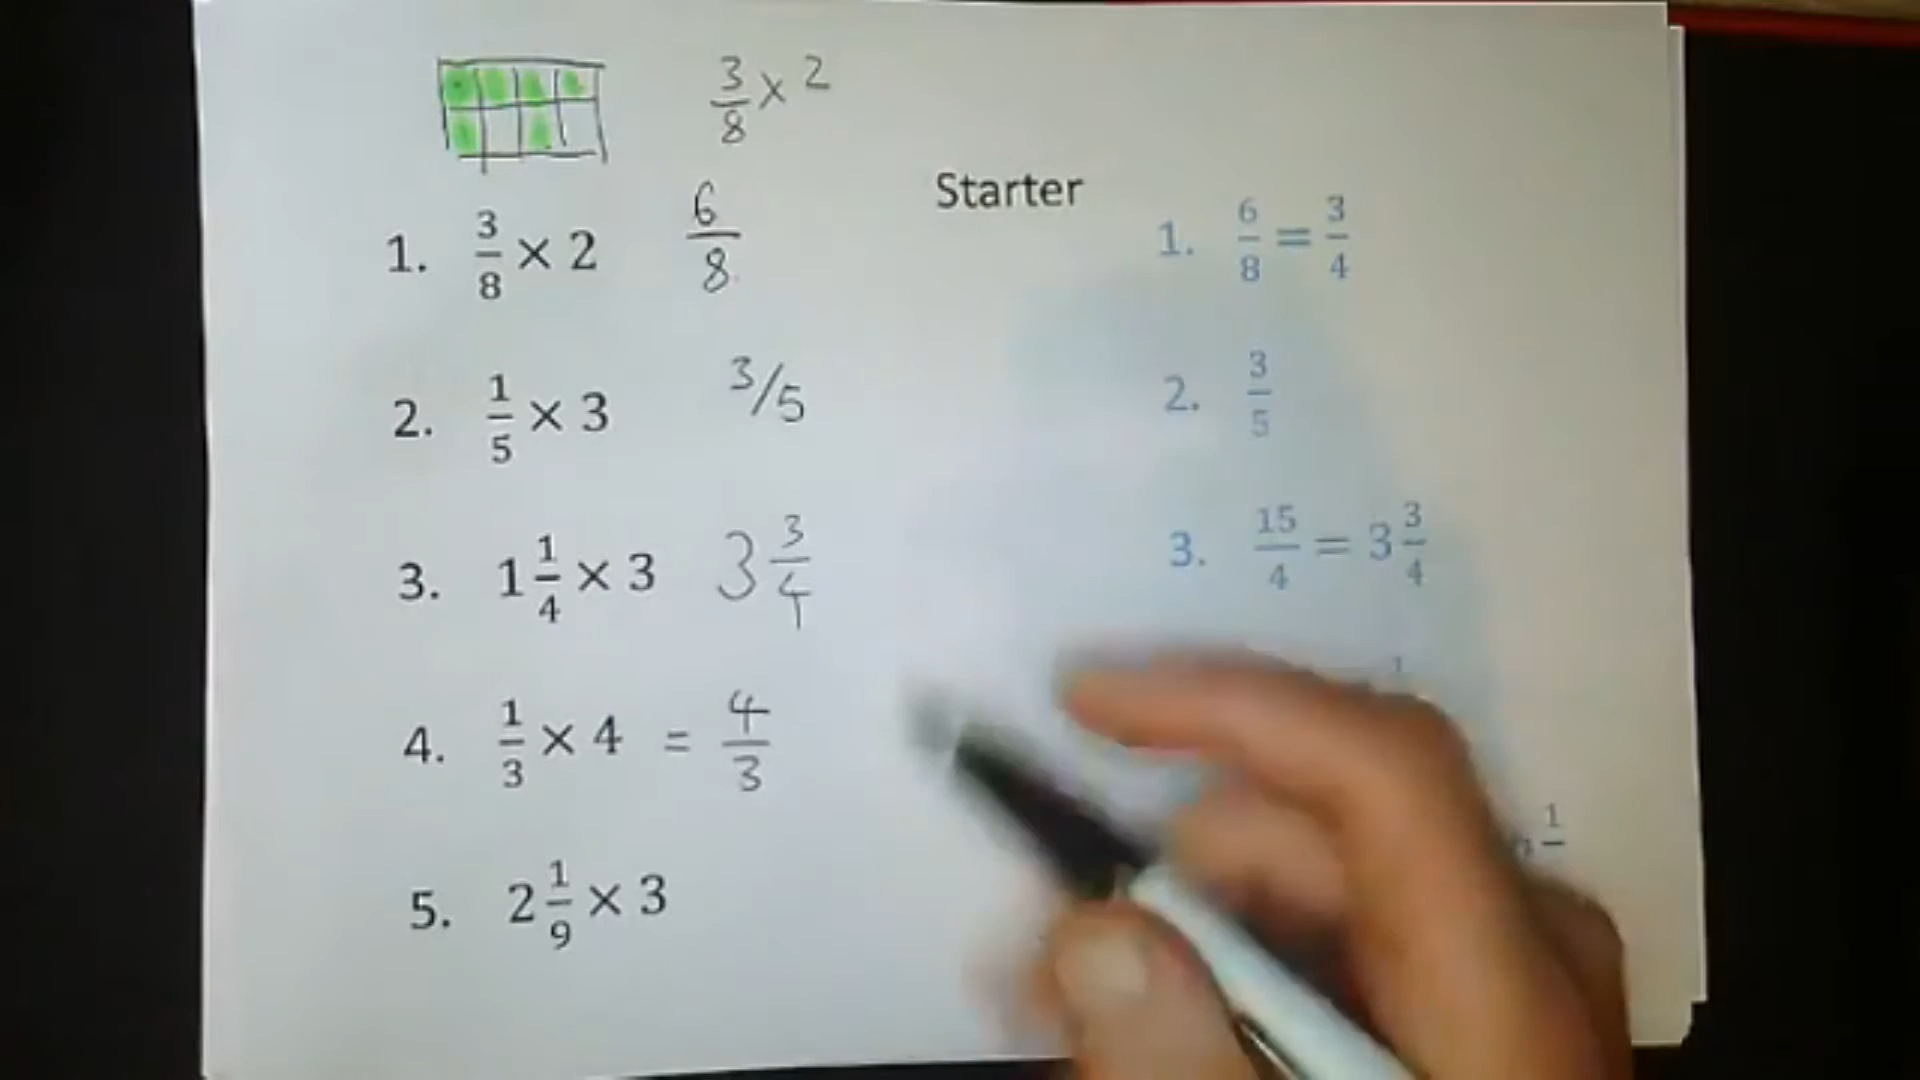 3/8 × 2
Starter
1. 3/8 × 2 6/8 1. 6/8 = 3/4
2. 1/5 × 3 3/5 2. 3/5
3. 1 1/4 × 3 3 3/4 3. 15/4 = 3 3/4
4. 1/3 × 4 = 4/3
5. 2 1/9 × 3